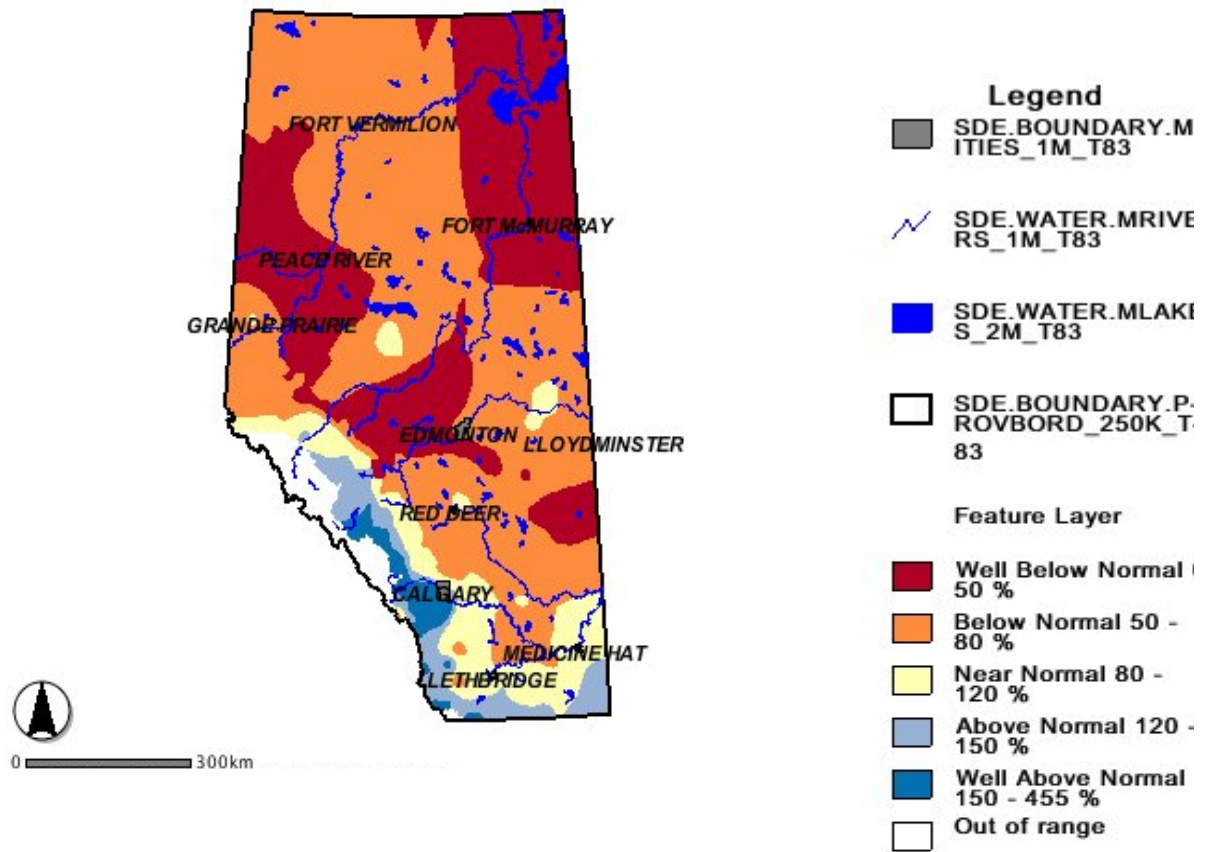 FORT VERMILION
FORT McMURRAY
PEACE RIVER
GRANDE PRAIRIE
EDMONTON
LLOYDMINSTER
RED DEER
CALGARY
MEDICINE HAT
LETHBRIDGE
0 300km
Legend
SDE.BOUNDARY.M
ITIES_1M_T83
SDE.WATER.MRIVE
RS_1M_T83
SDE.WATER.MLAKE
S_2M_T83
SDE.BOUNDARY.P-
ROVBORD_250K_T-
83
Feature Layer
Well Below Normal
50 %
Below Normal 50 -
80 %
Near Normal 80 -
120 %
Above Normal 120 -
150 %
Well Above Normal
150 - 455 %
Out of range